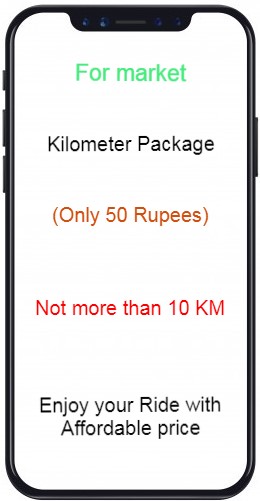 For market
Kilometer Package
(Only 50 Rupees)
Not more than 10 KM
Enjoy your Ride with
Affordable price